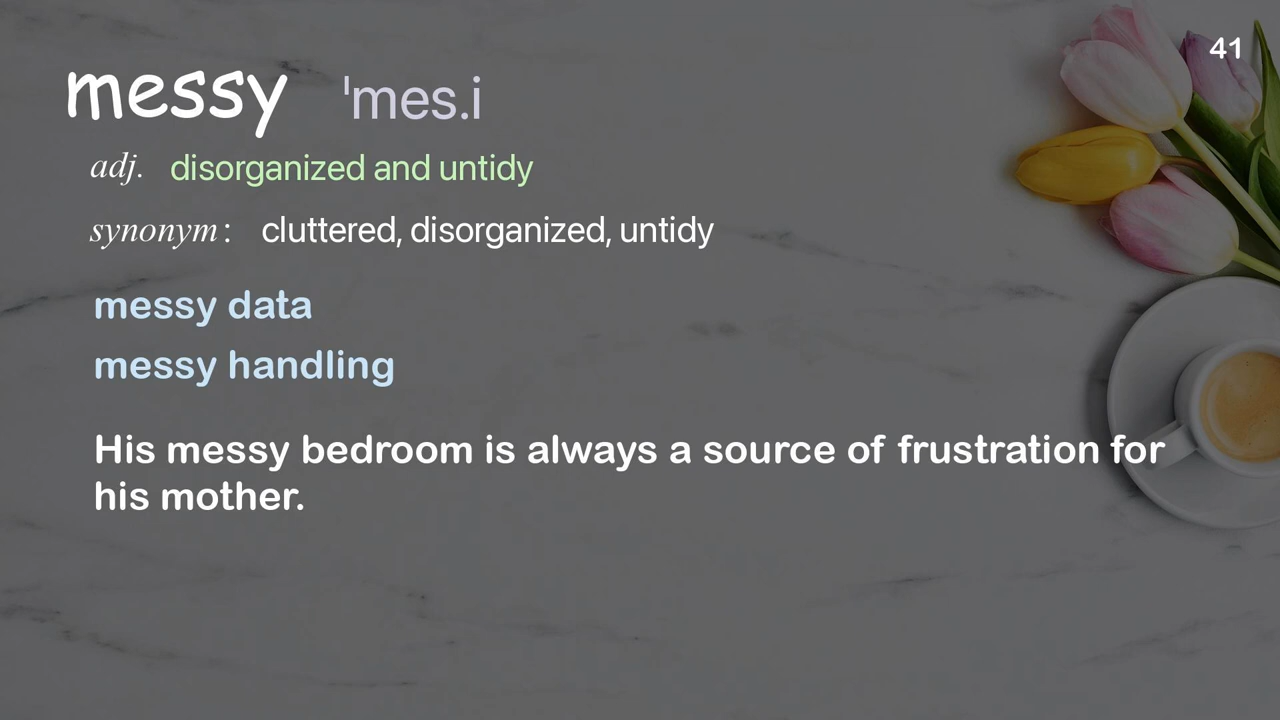 41
messy ˈmes.i
adj. disorganized and untidy
synonym: cluttered, disorganized, untidy
messy data
messy handling
His messy bedroom is always a source of frustration for
his mother.